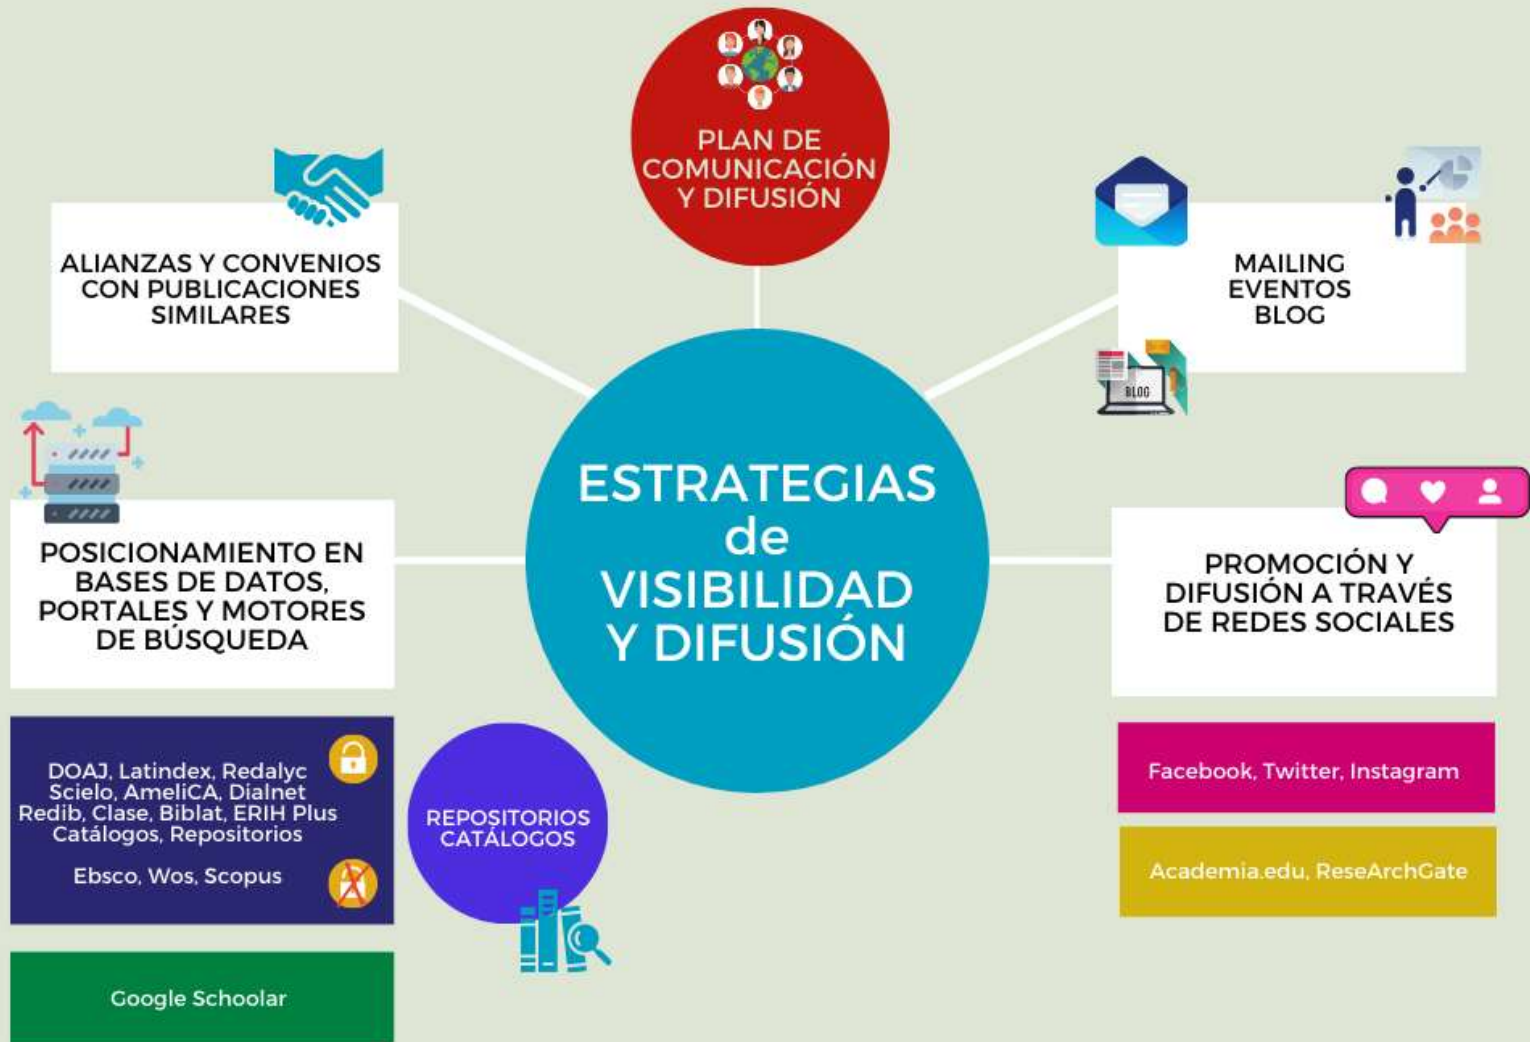 PLAN DE
COMUNICACIÓN
Y DIFUSIÓN
ALIANZAS Y CONVENIOS
CON PUBLICACIONES
SIMILARES
MAILING
EVENTOS
BLOG
BLOG
ESTRATEGIAS
de
VISIBILIDAD
Y DIFUSIÓN
POSICIONAMIENTO EN
BASES DE DATOS,
PORTALES Y MOTORES
DE BÚSQUEDA
PROMOCIÓN Y
DIFUSIÓN A TRAVÉS
DE REDES SOCIALES
DOAJ, Latindex, Redalyc
Scielo, AmeliCA, Dialnet
Redib, Clase, Biblat, ERIH Plus
Catálogos, Repositorios
Ebsco, Wos, Scopus
REPOSITORIOS
CATÁLOGOS
Facebook, Twitter, Instagram
Academia.edu, ReseArchGate
Google Schoolar